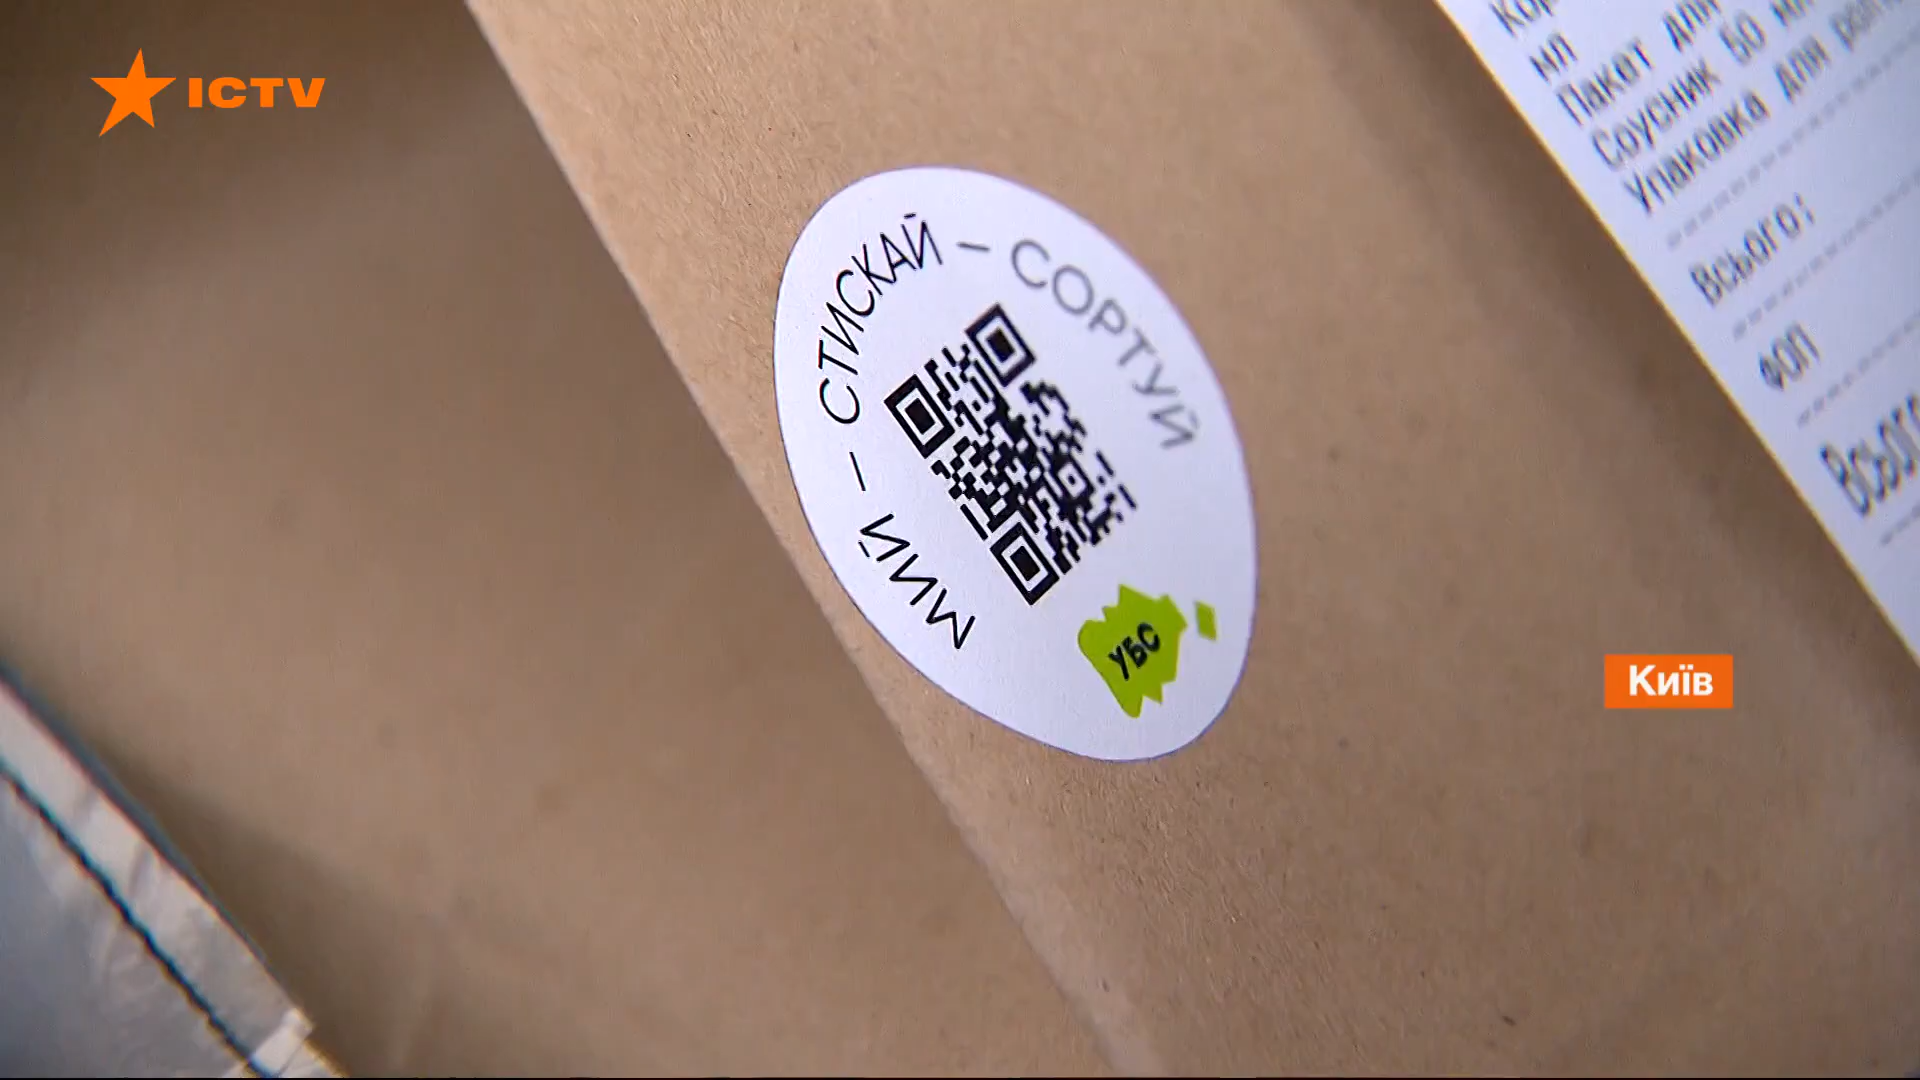 ICTV
МИЙ – СТИСКАЙ – СОРТУЙ
УБС
Київ
мл
Пакет для
Соусник 50 мл
Упаковка для
Всього:
ФОП